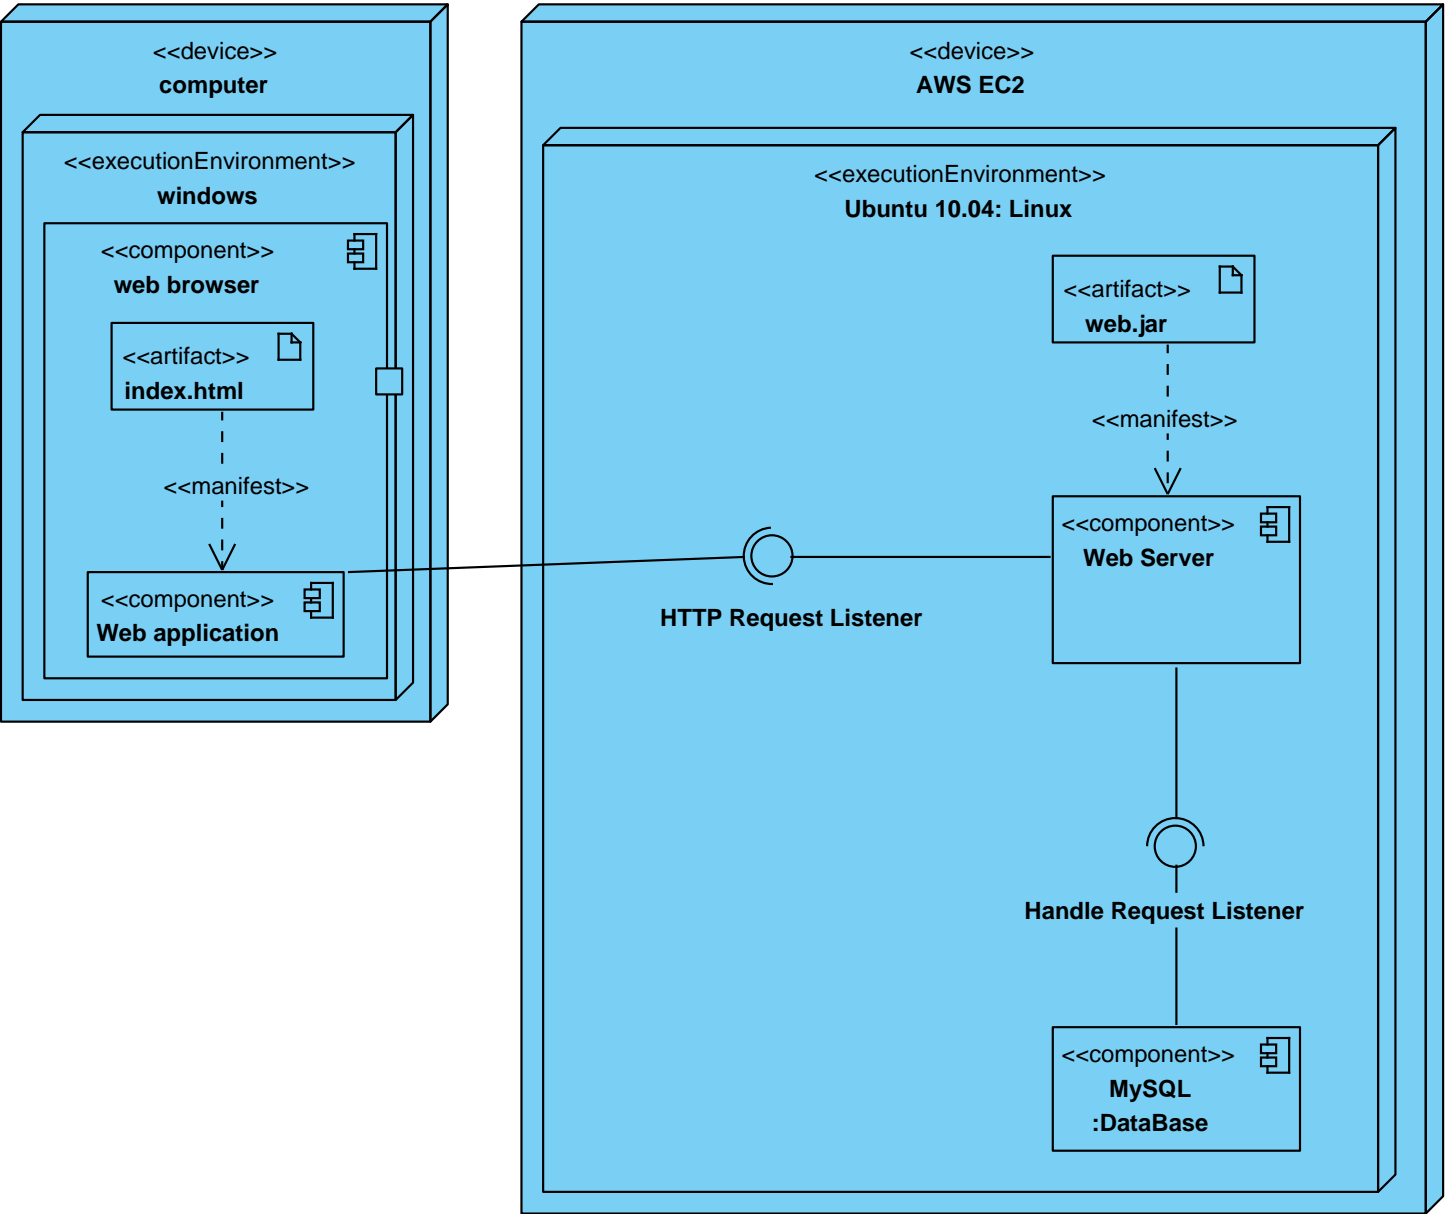 <<device>>
computer
<<executionEnvironment>>
windows
<<component>>
web browser
<<artifact>>
index.html
<<manifest>>
<<component>>
Web application
<<device>>
AWS EC2
<<executionEnvironment>>
Ubuntu 10.04: Linux
<<artifact>>
web.jar
<<manifest>>
<<component>>
Web Server
HTTP Request Listener
Handle Request Listener
<<component>>
MySQL
:DataBase